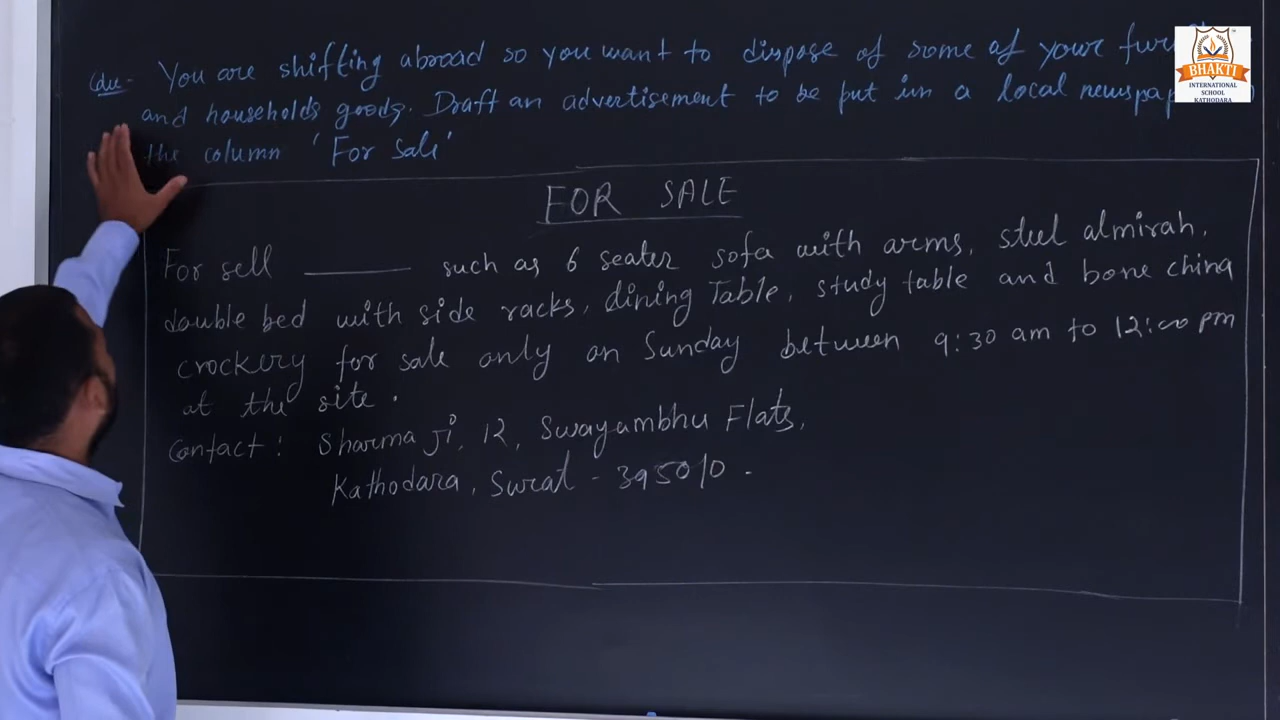 Que- You are shifting abroad so you want to dispose of some of your
and households goods. Draft an advertisement to be put in a local
the column 'For Sale'
FOR SALE
For sell ______ such as 6 seater sofa with arms, steel almirah,
double bed with side racks, dining Table, study table and bone china
crockery for sale only on Sunday between 9:30 am to 12:00 pm
at the site.
Contact: Sharma Ji, 12, Swayambhu Flats,
Kathodara, Surat - 395010.
BHAKTI
INTERNATIONAL
SCHOOL
KATHODARA